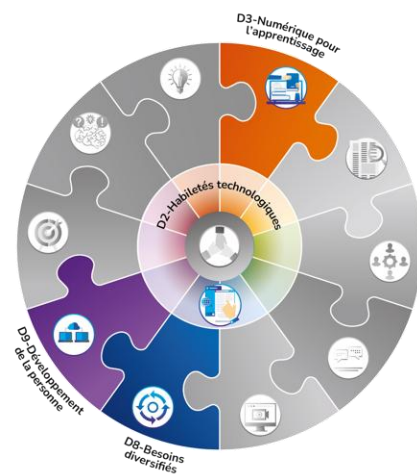 D3-Numérique pour
l'apprentissage
D2-Habiletés technologiques
D9-Développement
de la personne
D8-Besoins
diversifiés